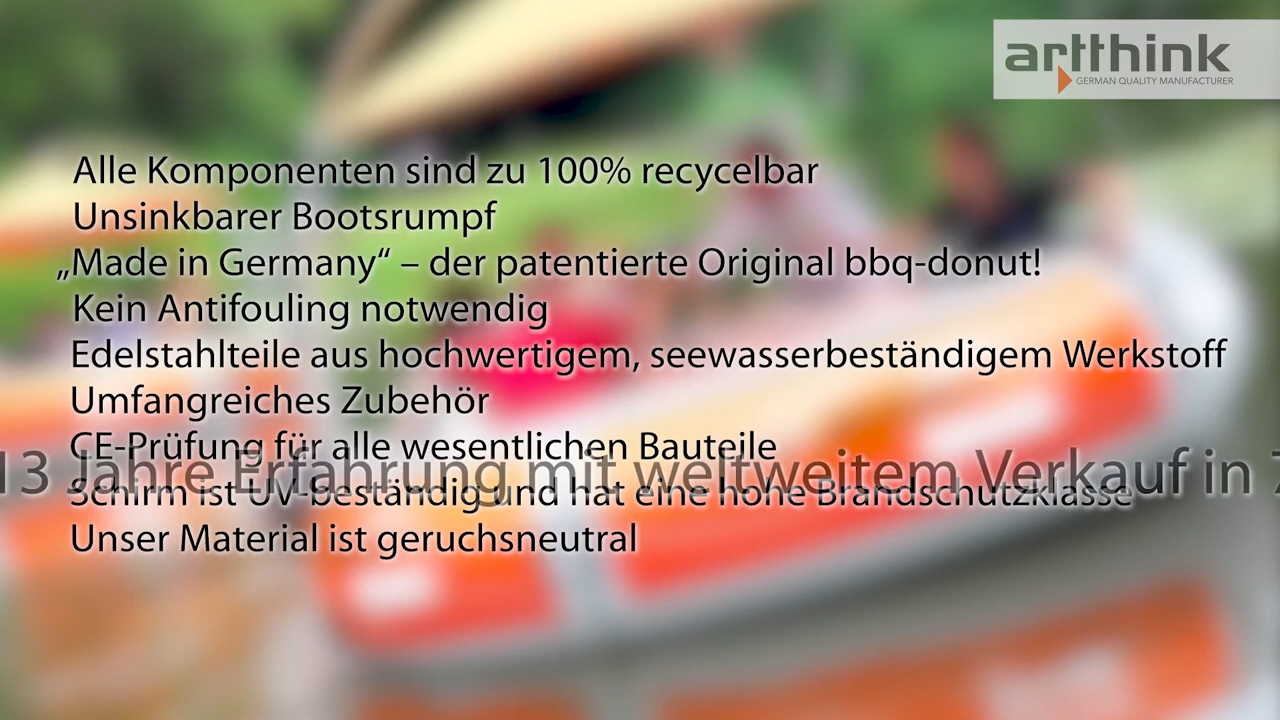 artthink
GERMAN QUALITY MANUFACTURER
Alle Komponenten sind zu 100% recycelbar
Unsinkbarer Bootsrumpf
„Made in Germany“ – der patentierte Original bbq-donut!
Kein Antifouling notwendig
Edelstahlteile aus hochwertigem, seewasserbeständigem Werkstoff
Umfangreiches Zubehör
CE-Prüfung für alle wesentlichen Bauteile
13 Jahre Erfahrung mit weltweitem Verkauf in
Schirm ist UV-beständig und hat eine hohe Brandschutzklasse
Unser Material ist geruchsneutral